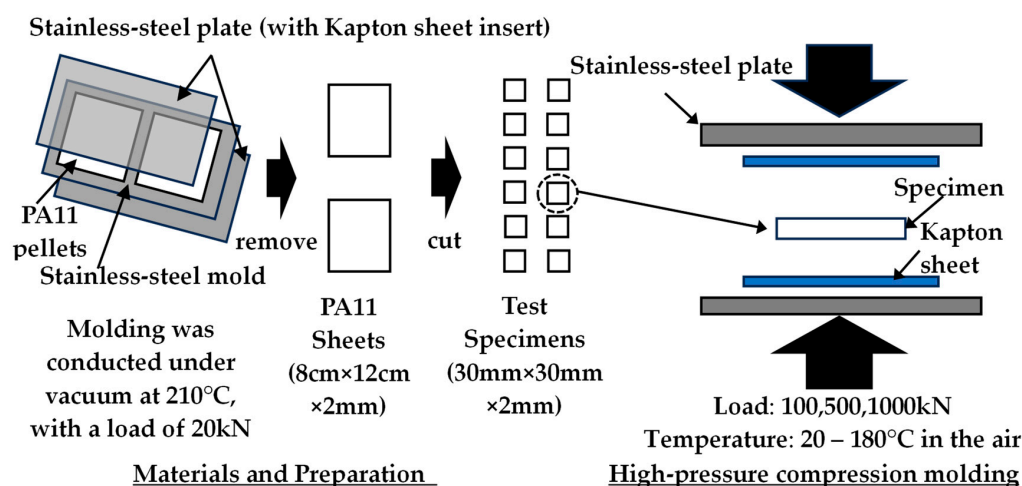 Stainless-steel plate (with Kapton sheet insert)
PA11
pellets
Stainless-steel mold
Molding was
conducted under
vacuum at 210°C,
with a load of 20kN
remove
PA11
Sheets
(8cm×12cm
×2mm)
cut
Test
Specimens
(30mm×30mm
×2mm)
Materials and Preparation
Stainless-steel plate
Specimen
Kapton
sheet
Load: 100,500,1000kN
Temperature: 20 – 180°C in the air
High-pressure compression molding